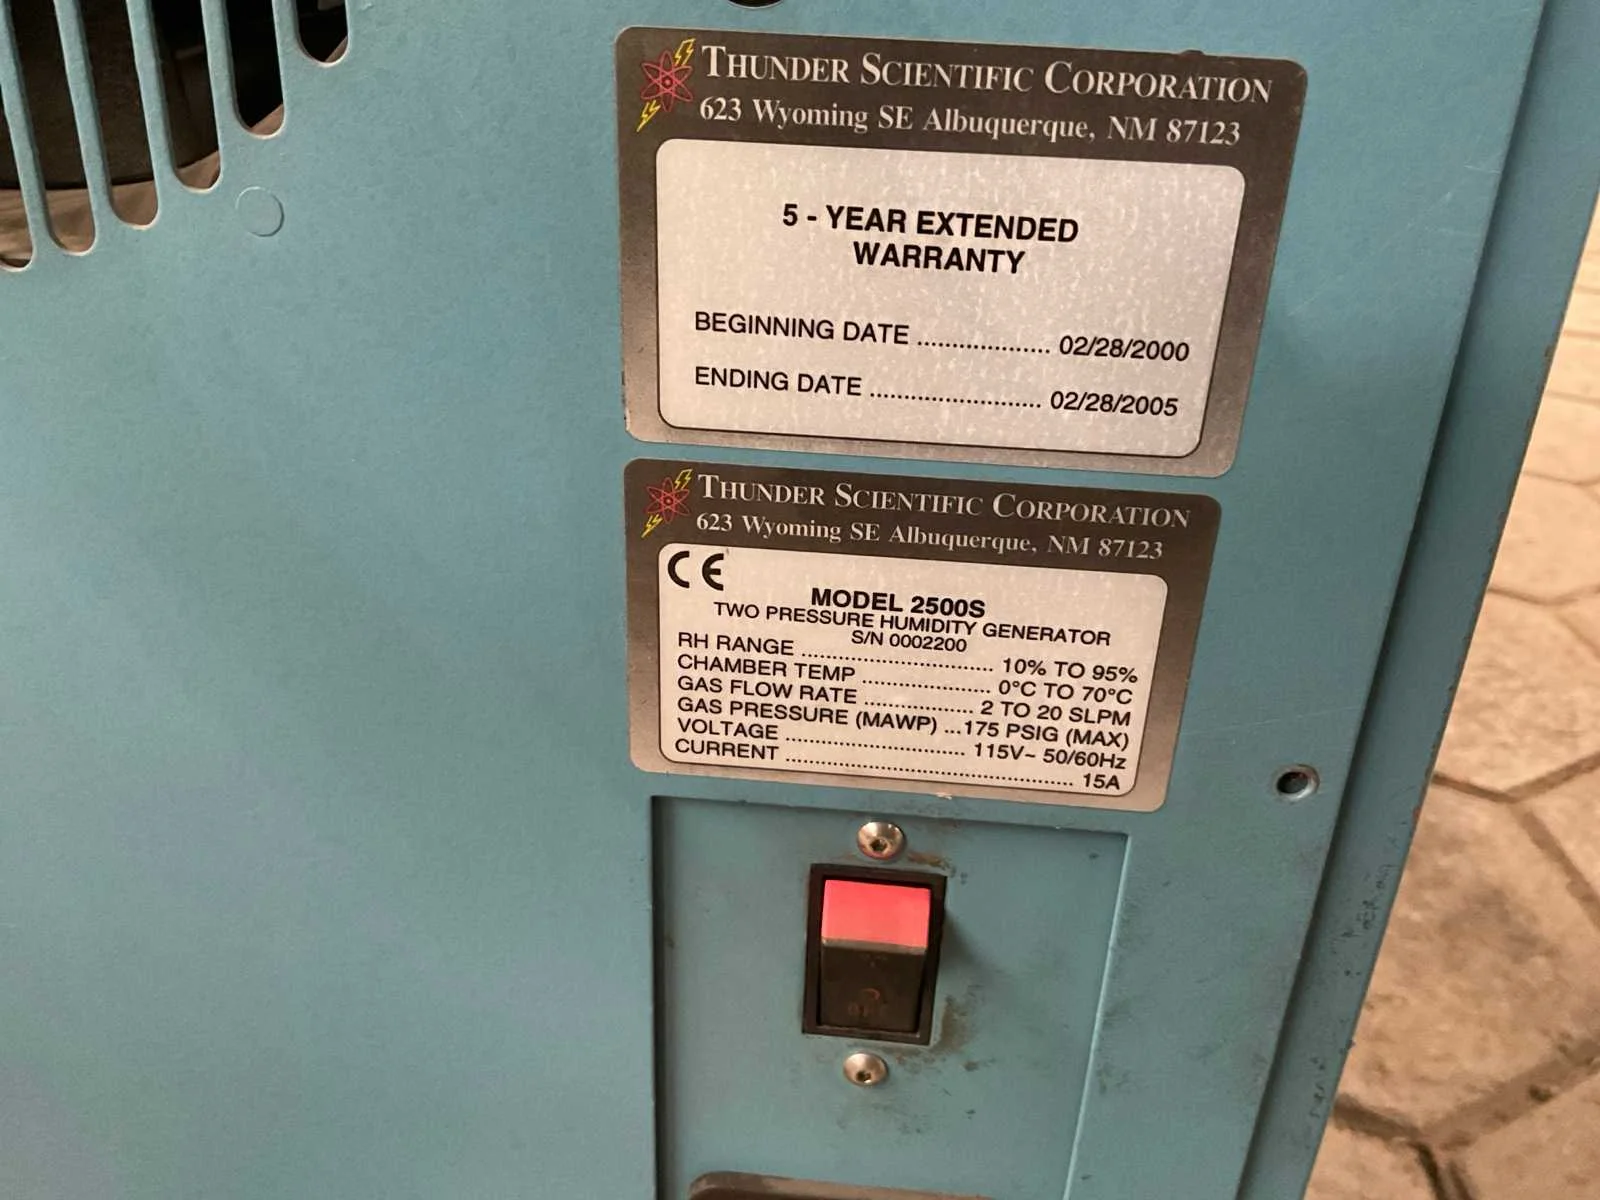 THUNDER SCIENTIFIC CORPORATION
623 Wyoming SE Albuquerque, NM 87123
5 - YEAR EXTENDED
WARRANTY
BEGINNING DATE ................... 02/28/2000
ENDING DATE ........................ 02/28/2005
THUNDER SCIENTIFIC CORPORATION
623 Wyoming SE Albuquerque, NM 87123
CE
MODEL 2500S
TWO PRESSURE HUMIDITY GENERATOR
S/N 0002200
RH RANGE ............................ 10% TO 95%
CHAMBER TEMP ................... 0°C TO 70°C
GAS FLOW RATE ................ 2 TO 20 SLPM
GAS PRESSURE (MAWP) ...175 PSIG (MAX)
VOLTAGE .......................... 115V~ 50/60Hz
CURRENT .......................................... 15A
OFF